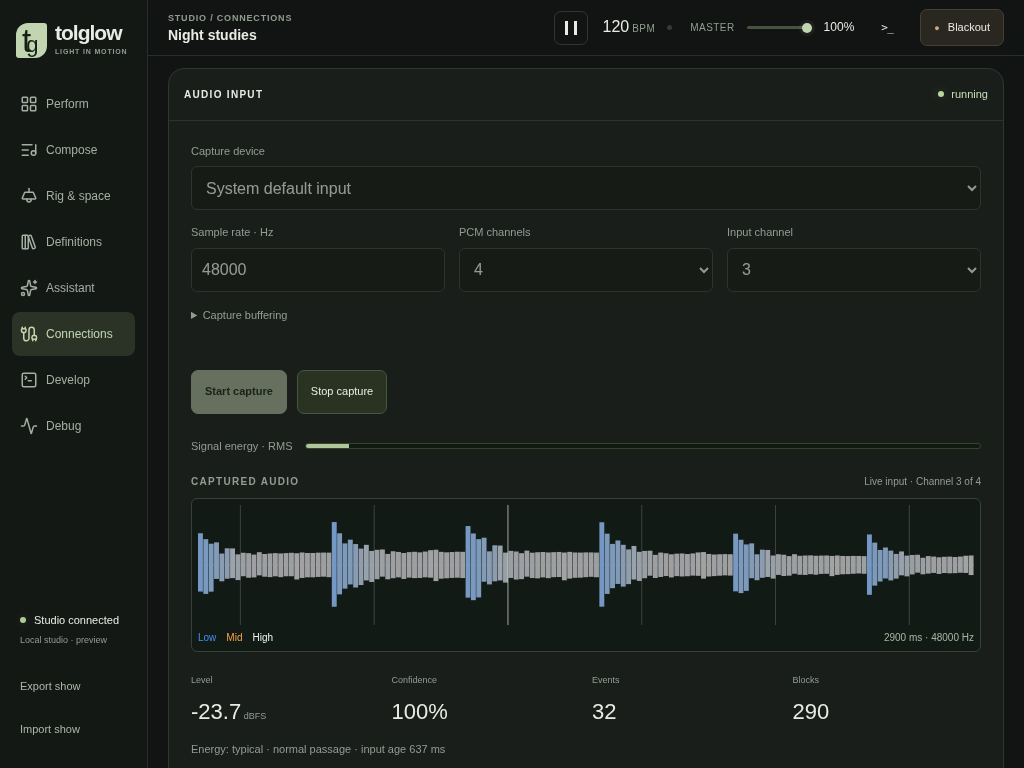 tg
tolglow
LIGHT IN MOTION
Perform
Compose
Rig & space
Definitions
Assistant
Connections
Develop
Debug
Studio connected
Local studio · preview
Export show
Import show
STUDIO / CONNECTIONS
Night studies
120 BPM
MASTER
100%
>_
Blackout
AUDIO INPUT
running
Capture device
System default input
Sample rate · Hz
PCM channels
Input channel
48000
4
3
Capture buffering
Start capture
Stop capture
Signal energy · RMS
CAPTURED AUDIO
Live input · Channel 3 of 4
Low Mid High
2900 ms · 48000 Hz
Level
Confidence
Events
Blocks
-23.7 dBFS
100%
32
290
Energy: typical · normal passage · input age 637 ms